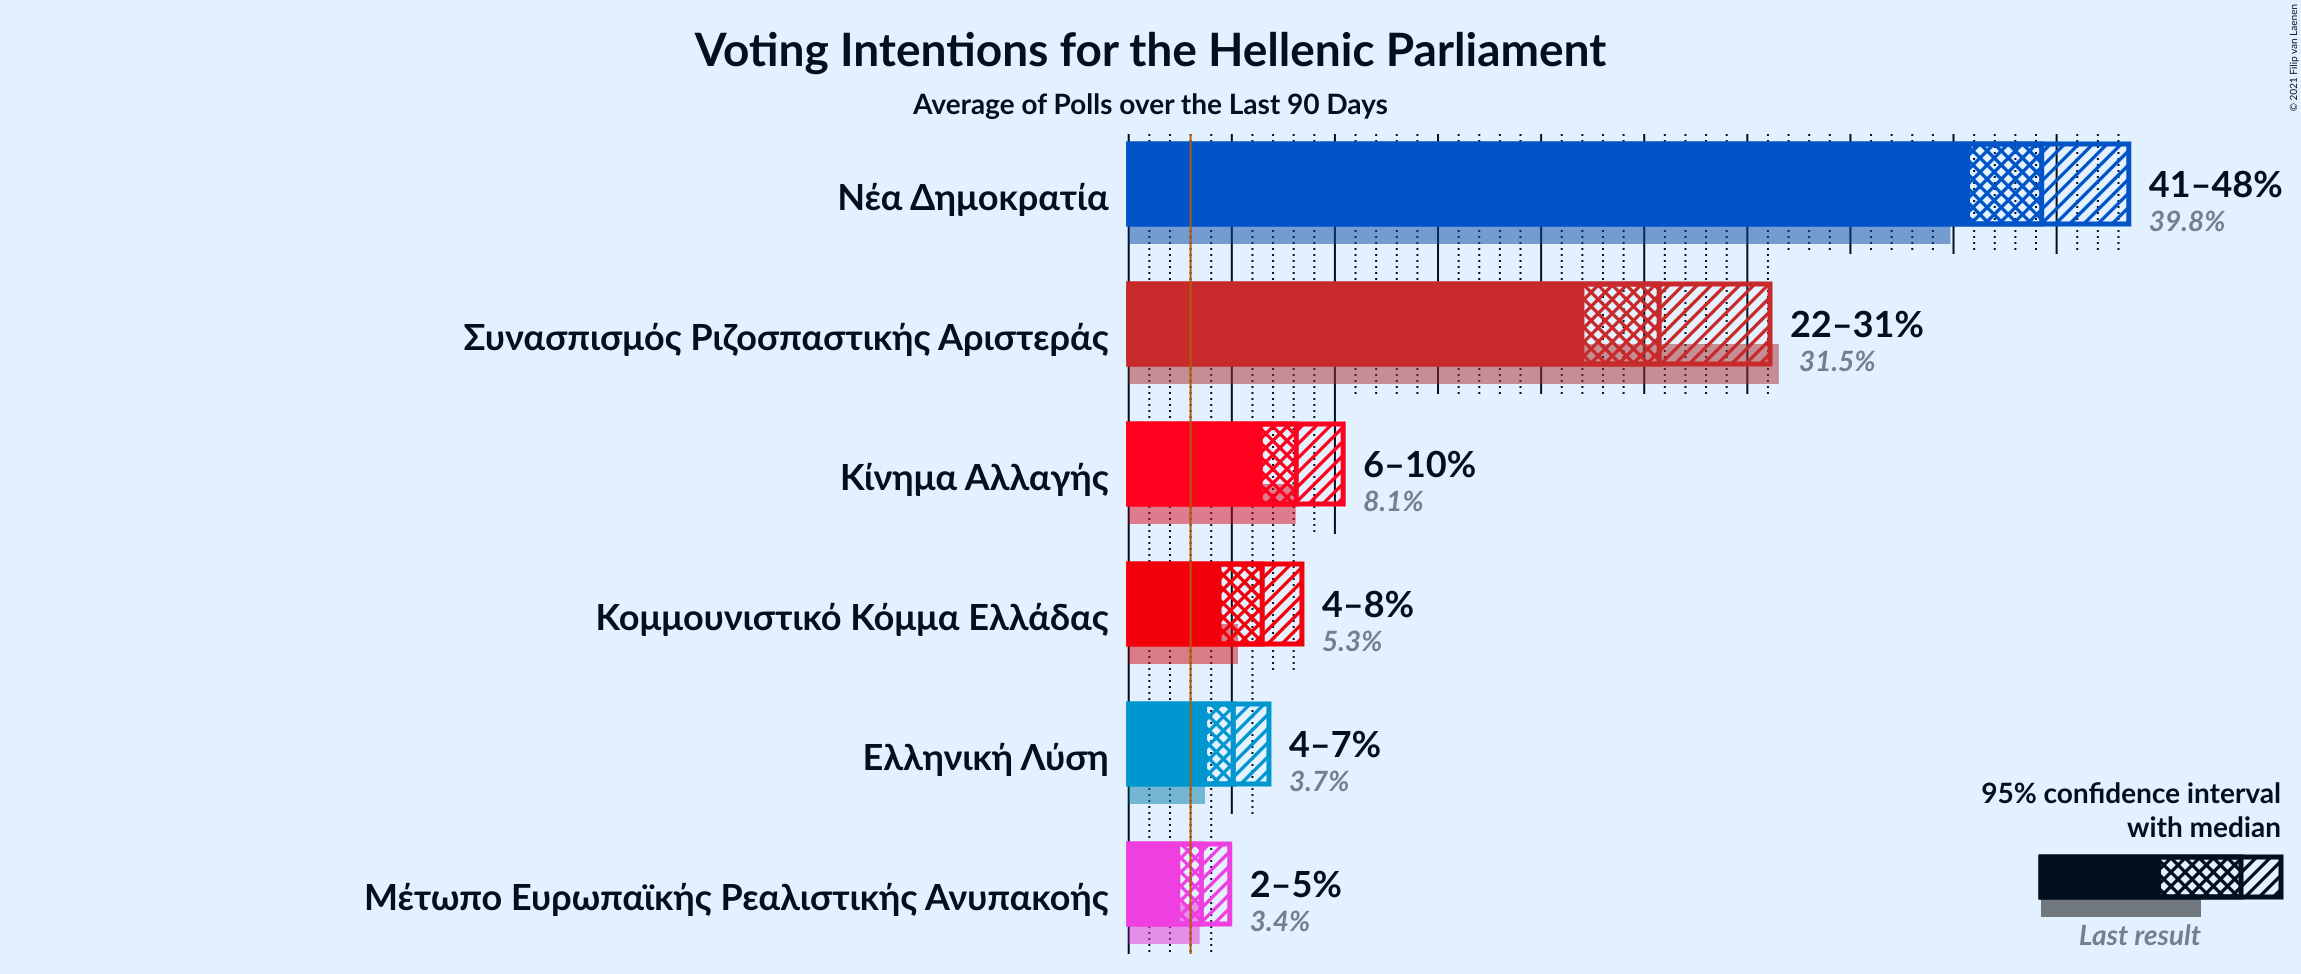 Voting Intentions for the Hellenic Parliament
Average of Polls over the Last 90 Days
© 2021 Filip van Laenen
Νέα Δημοκρατία
41–48%
39.8%
Συνασπισμός Ριζοσπαστικής Αριστεράς
22–31%
31.5%
Κίνημα Αλλαγής
6–10%
8.1%
Κομμουνιστικό Κόμμα Ελλάδας
4–8%
5.3%
Ελληνική Λύση
4–7%
3.7%
Μέτωπο Ευρωπαϊκής Ρεαλιστικής Ανυπακοής
2–5%
3.4%
95% confidence interval
with median
Last result